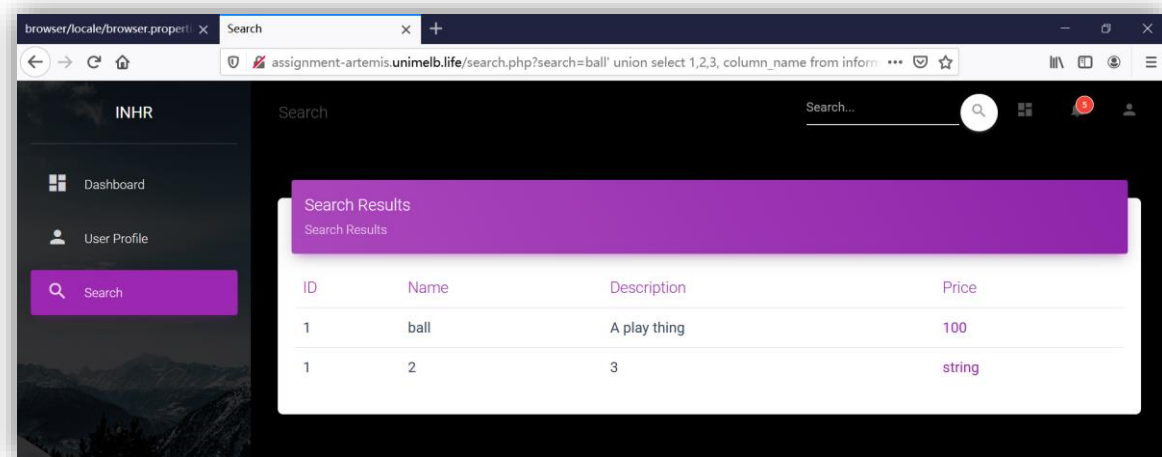 browser/locale/browser.properti
Search
assignment-artemis.unimelb.life/search.php?search=ball' union select 1,2,3, column_name from inform
INHR
Search
Search...
5
Dashboard
User Profile
Search
Search Results
Search Results
ID Name Description Price
1 ball A play thing 100
1 2 3 string